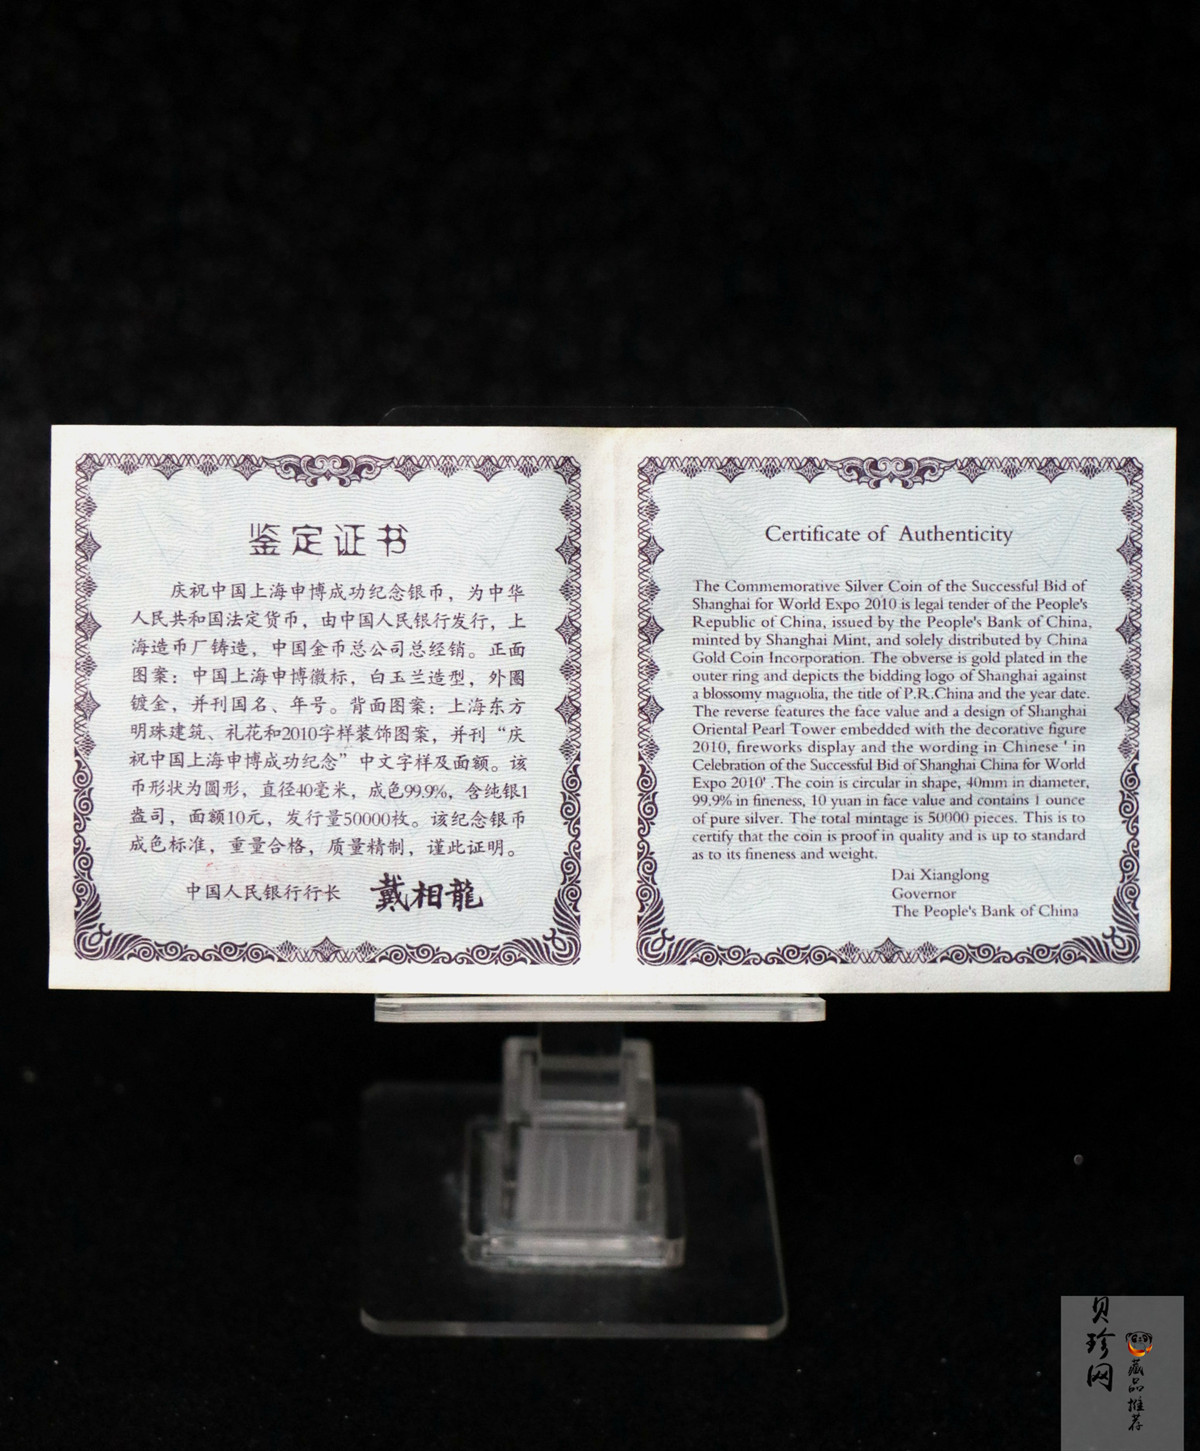 鉴定证书
庆祝中国上海申博成功纪念银币，为中华
人民共和国法定货币，由中国人民银行发行，上
海造币厂铸造，中国金币总公司总经销。正面
图案：中国上海申博徽标，白玉兰造型，外圈
镀金，并刊国名、年号。背面图案：上海东方
明珠建筑、礼花和2010字样装饰图案，并刊“庆
祝中国上海申博成功纪念”中文字样及面额。该
币形状为圆形，直径40毫米，成色99.9%，含纯银1
盎司，面额10元，发行量50000枚。该纪念银币
成色标准，重量合格，质量精制，谨此证明。
中国人民银行行长 戴相龍
Certificate of Authenticity
The Commemorative Silver Coin of the Successful Bid of
Shanghai for World Expo 2010 is legal tender of the People's
Republic of China, issued by the People's Bank of China,
minted by Shanghai Mint, and solely distributed by China
Gold Coin Incorporation. The obverse is gold plated in the
outer ring and depicts the bidding logo of Shanghai against
a blossomy magnolia, the title of P.R.China and the year date.
The reverse features the face value and a design of Shanghai
Oriental Pearl Tower embedded with the decorative figure
2010, fireworks display and the wording in Chinese ' in
Celebration of the Successful Bid of Shanghai China for World
Expo 2010' .The coin is circular in shape, 40mm in diameter,
99.9% in fineness, 10 yuan in face value and contains 1 ounce
of pure silver. The total mintage is 50000 pieces. This is to
certify that the coin is proof in quality and is up to standard
as to its fineness and weight.
Dai Xianglong
Governor
The People's Bank of China
贝珍网
藏品推荐